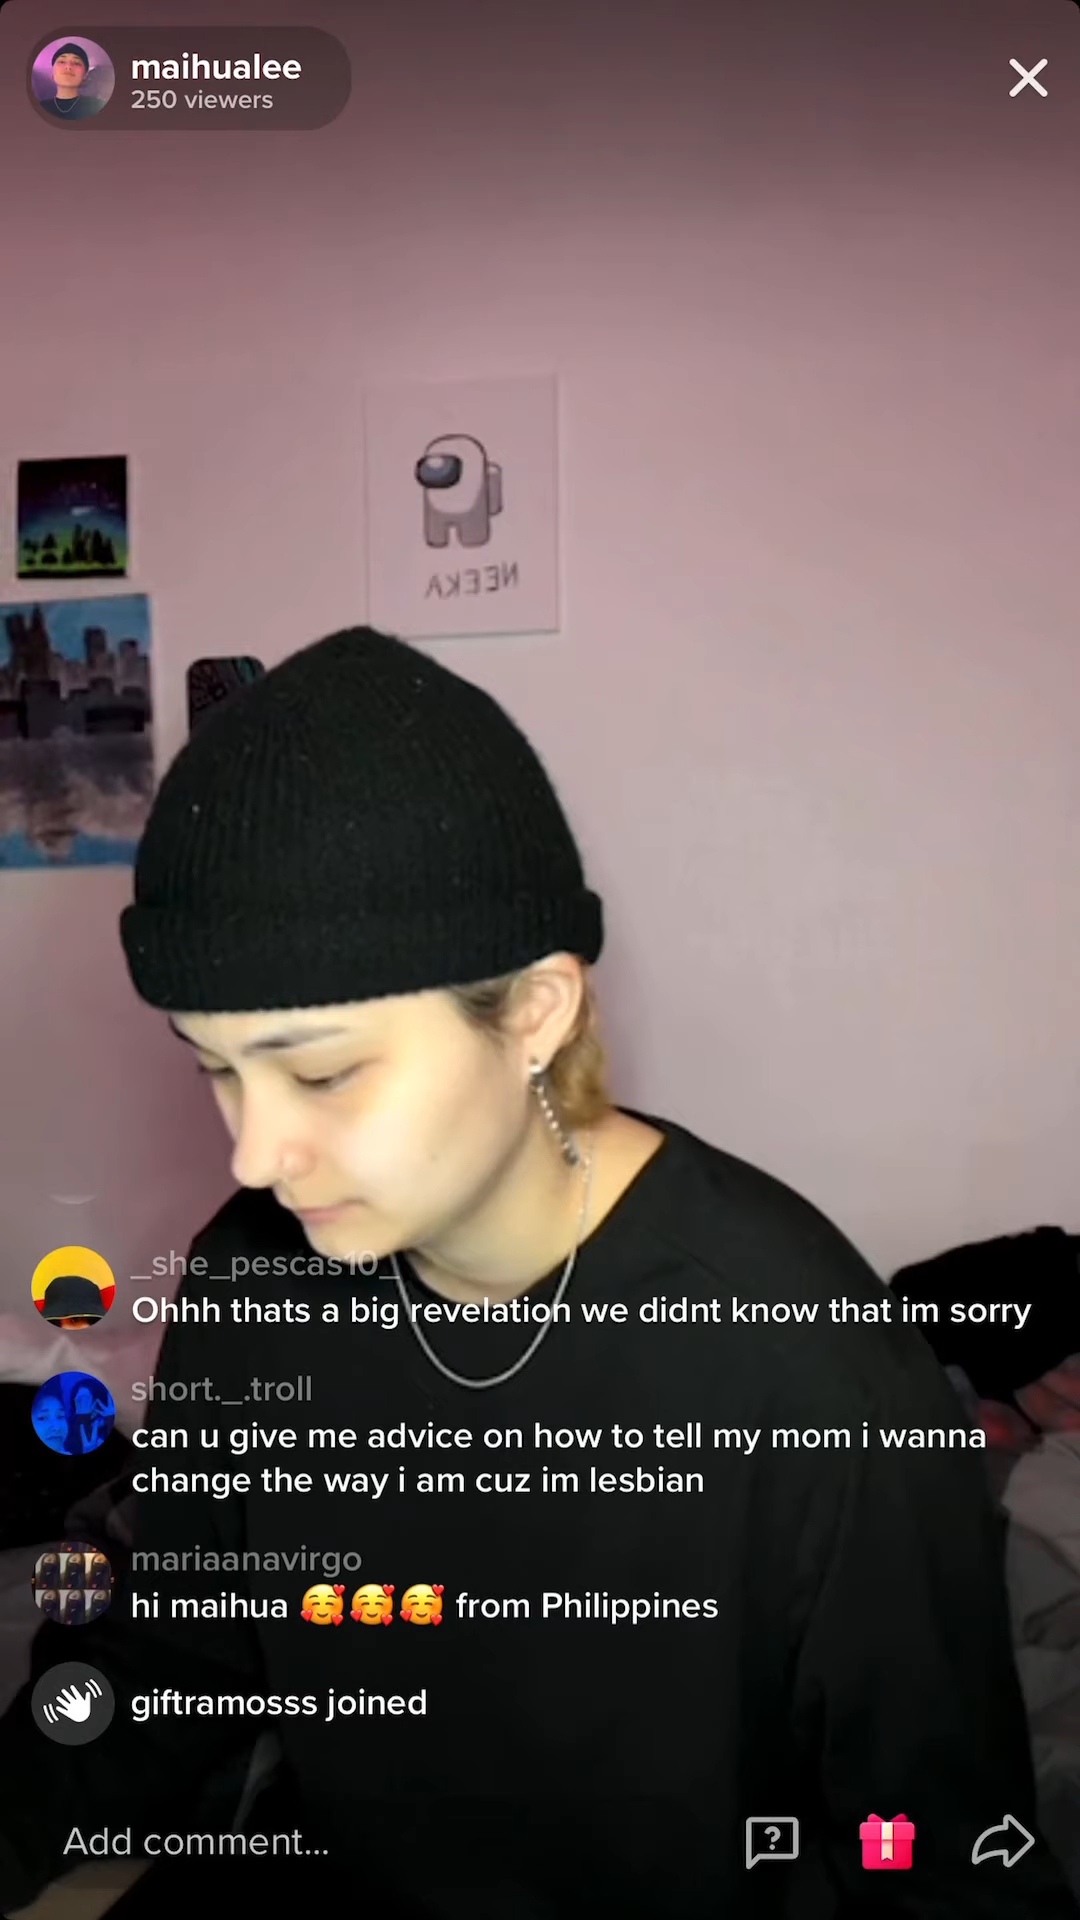 maihualee
250 viewers
NEEKA
_she_pescas10_
Ohhh thats a big revelation we didnt know that im sorry
short._.troll
can u give me advice on how to tell my mom i wanna
change the way i am cuz im lesbian
mariaanavirgo
hi maihua 🥰🥰🥰 from Philippines
giftramosss joined
Add comment...
?